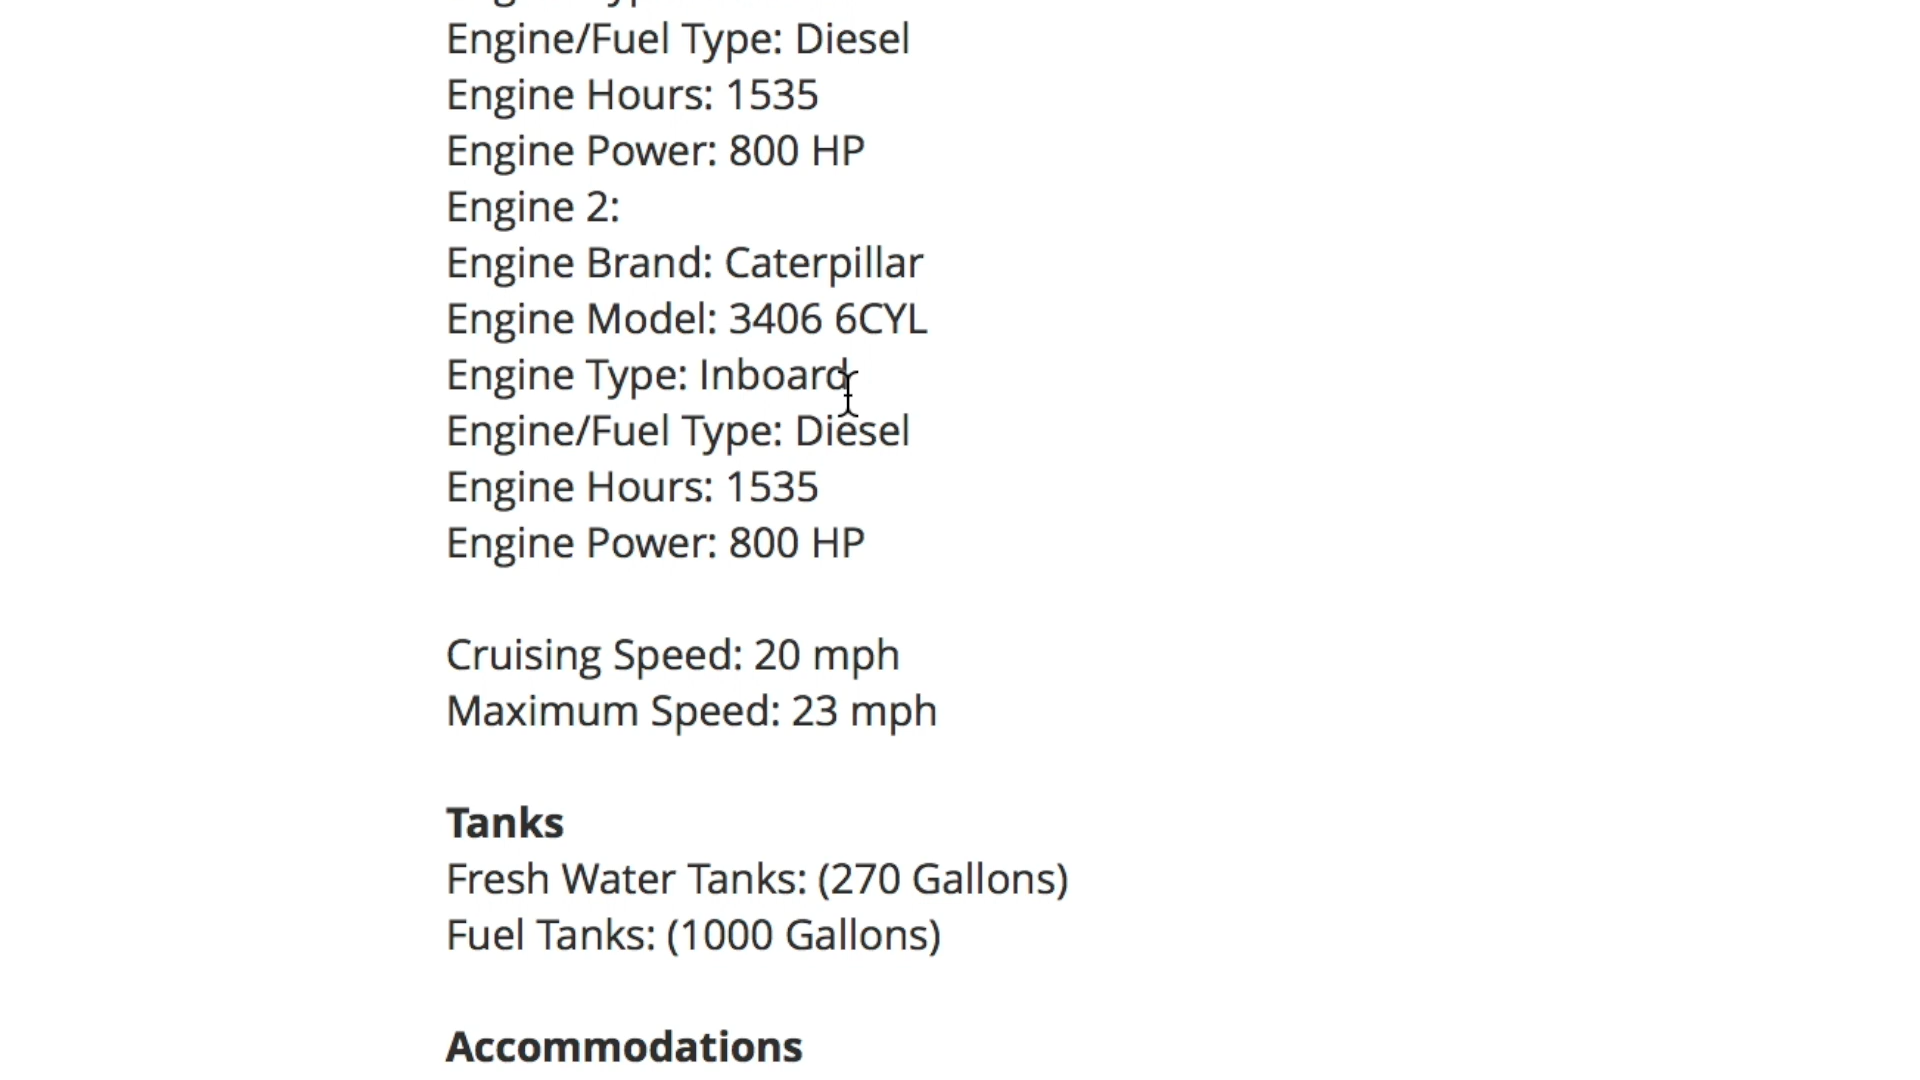 Engine/Fuel Type: Diesel
Engine Hours: 1535
Engine Power: 800 HP
Engine 2:
Engine Brand: Caterpillar
Engine Model: 3406 6CYL
Engine Type: Inboard
Engine/Fuel Type: Diesel
Engine Hours: 1535
Engine Power: 800 HP
Cruising Speed: 20 mph
Maximum Speed: 23 mph
Tanks
Fresh Water Tanks: (270 Gallons)
Fuel Tanks: (1000 Gallons)
Accommodations